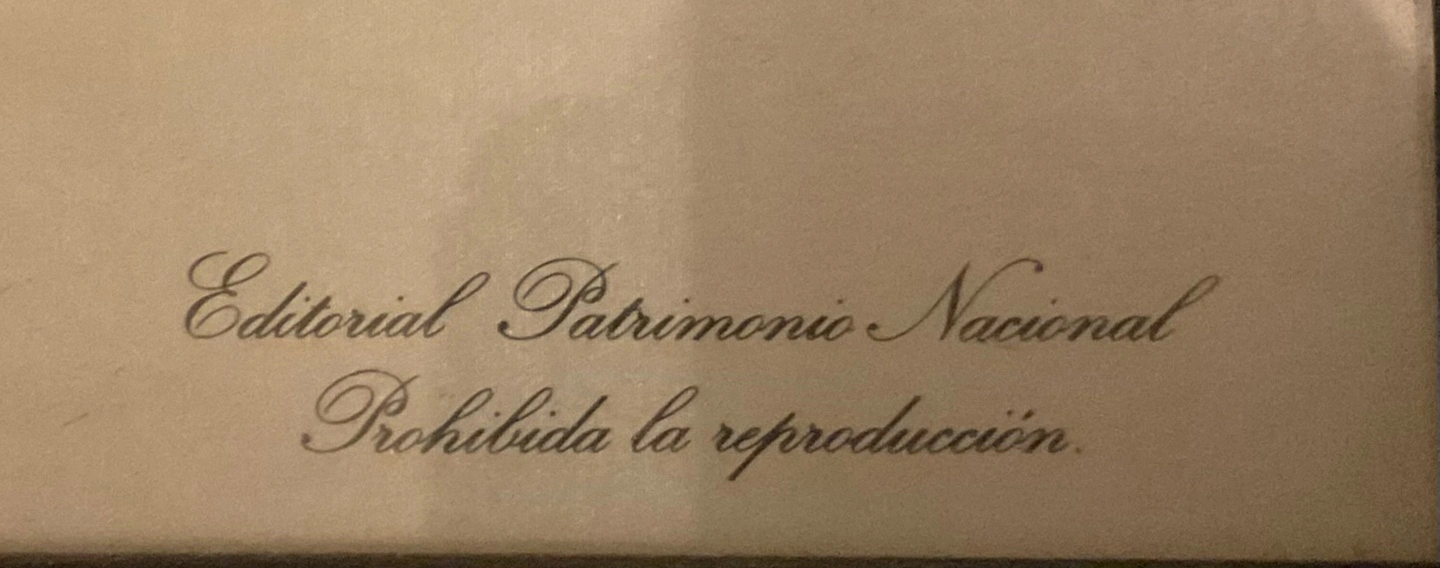 Editorial Patrimonio Nacional
Prohibida la reproducción.